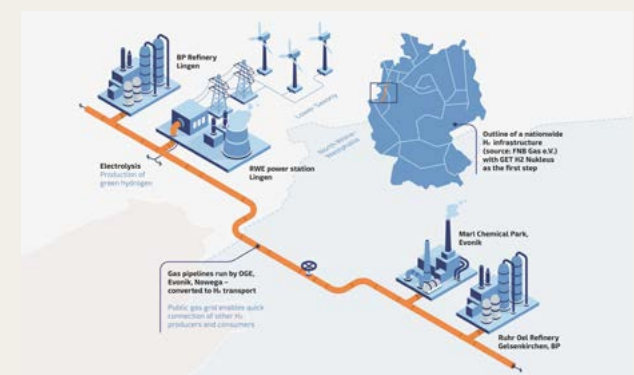 BP Refinery
Lingen
Lower Saxony
North Rhine-
Westphalia
Electrolysis
Production of
green hydrogen
RWE power station
Lingen
Outline of a nationwide
H₂ infrastructure
(source: FNB Gas e.V.)
with GET H2 Nukleus
as the first step
Marl Chemical Park,
Evonik
Gas pipelines run by OGE,
Evonik, Nowega –
converted to H₂ transport
Public gas grid enables quick
connection of other H₂
producers and consumers
Ruhr Oel Refinery
Gelsenkirchen, BP